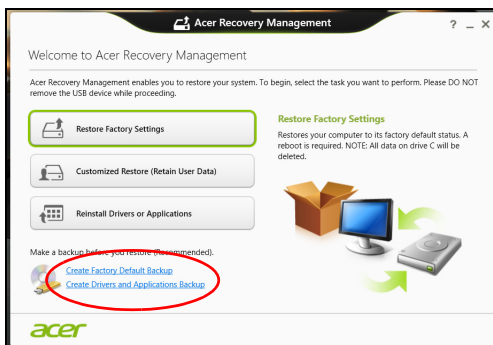 Acer Recovery Management
? _ X
Welcome to Acer Recovery Management
Acer Recovery Management enables you to restore your system. To begin, select the task you want to perform. Please DO NOT
remove the USB device while proceeding.
Restore Factory Settings
Customized Restore (Retain User Data)
Reinstall Drivers or Applications
Restore Factory Settings
Restores your computer to its factory default status. A
reboot is required. NOTE: All data on drive C will be
deleted.
Make a backup before you restore (Recommended).
Create Factory Default Backup
Create Drivers and Applications Backup
acer